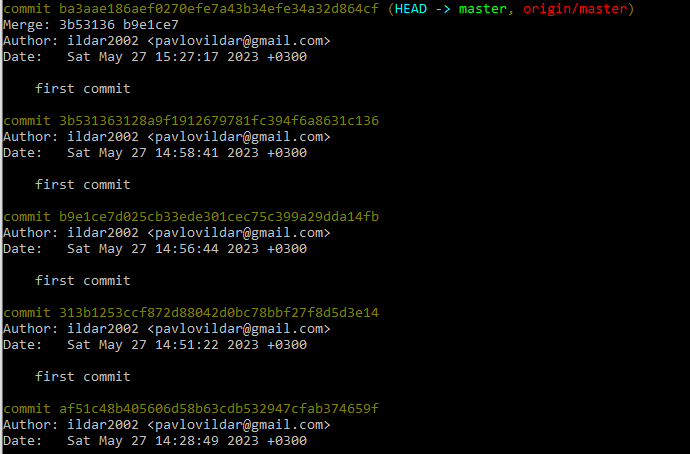 commit ba3aae186aef0270efe7a43b34efe34a32d864cf (HEAD -> master, origin/master)
Merge: 3b53136 b9e1ce7
Author: ildar2002 <pavlovildar@gmail.com>
Date:   Sat May 27 15:27:17 2023 +0300
first commit
commit 3b531363128a9f1912679781fc394f6a8631c136
Author: ildar2002 <pavlovildar@gmail.com>
Date:   Sat May 27 14:58:41 2023 +0300
first commit
commit b9e1ce7d025cb33ede301cec75c399a29dda14fb
Author: ildar2002 <pavlovildar@gmail.com>
Date:   Sat May 27 14:56:44 2023 +0300
first commit
commit 313b1253ccf872d88042d0bc78bbf27f8d5d3e14
Author: ildar2002 <pavlovildar@gmail.com>
Date:   Sat May 27 14:51:22 2023 +0300
first commit
commit af51c48b405606d58b63cdb532947cfab374659f
Author: ildar2002 <pavlovildar@gmail.com>
Date:   Sat May 27 14:28:49 2023 +0300